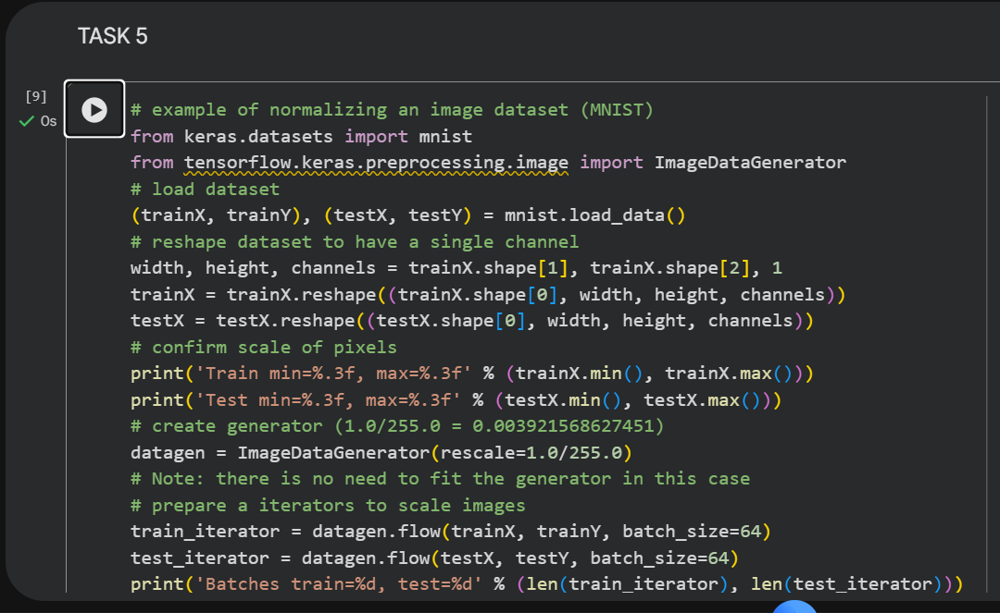 TASK 5
[9]
0s
# example of normalizing an image dataset (MNIST)
from keras.datasets import mnist
from tensorflow.keras.preprocessing.image import ImageDataGenerator
# load dataset
(trainX, trainY), (testX, testY) = mnist.load_data()
# reshape dataset to have a single channel
width, height, channels = trainX.shape[1], trainX.shape[2], 1
trainX = trainX.reshape((trainX.shape[0], width, height, channels))
testX = testX.reshape((testX.shape[0], width, height, channels))
# confirm scale of pixels
print('Train min=%.3f, max=%.3f' % (trainX.min(), trainX.max()))
print('Test min=%.3f, max=%.3f' % (testX.min(), testX.max()))
# create generator (1.0/255.0 = 0.003921568627451)
datagen = ImageDataGenerator(rescale=1.0/255.0)
# Note: there is no need to fit the generator in this case
# prepare a iterators to scale images
train_iterator = datagen.flow(trainX, trainY, batch_size=64)
test_iterator = datagen.flow(testX, testY, batch_size=64)
print('Batches train=%d, test=%d' % (len(train_iterator), len(test_iterator)))